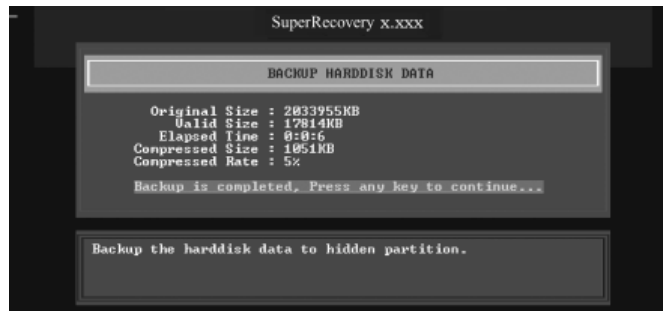 SuperRecovery x.xxx
BACKUP HARDDISK DATA
Original Size : 2033955KB
Valid Size : 17814KB
Elapsed Time : 0:0:6
Compressed Size : 1051KB
Compressed Rate : 5%
Backup is completed, Press any key to continue...
Backup the harddisk data to hidden partition.